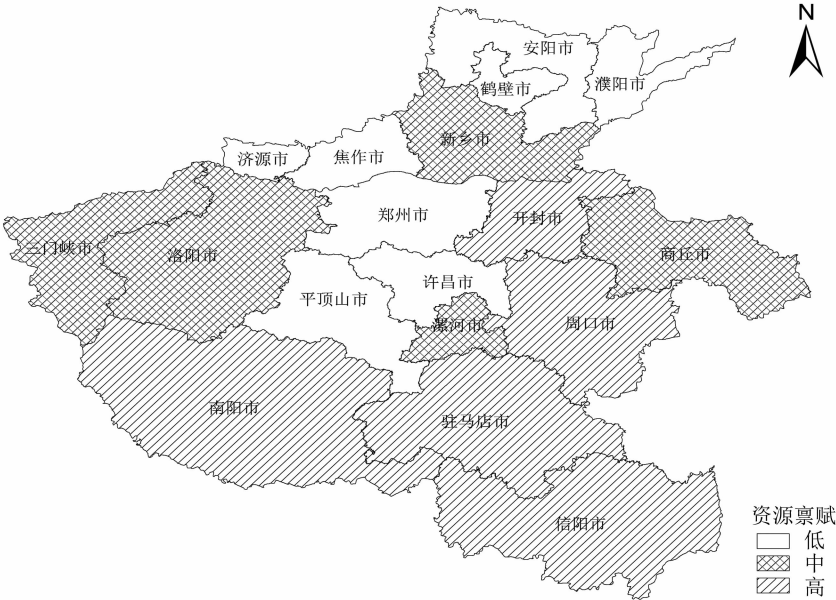 N
安阳市
鹤壁市
濮阳市
新乡市
济源市
焦作市
郑州市
开封市
三门峡市
洛阳市
商丘市
许昌市
平顶山市
漯河市
周口市
南阳市
驻马店市
信阳市
资源禀赋
低
中
高